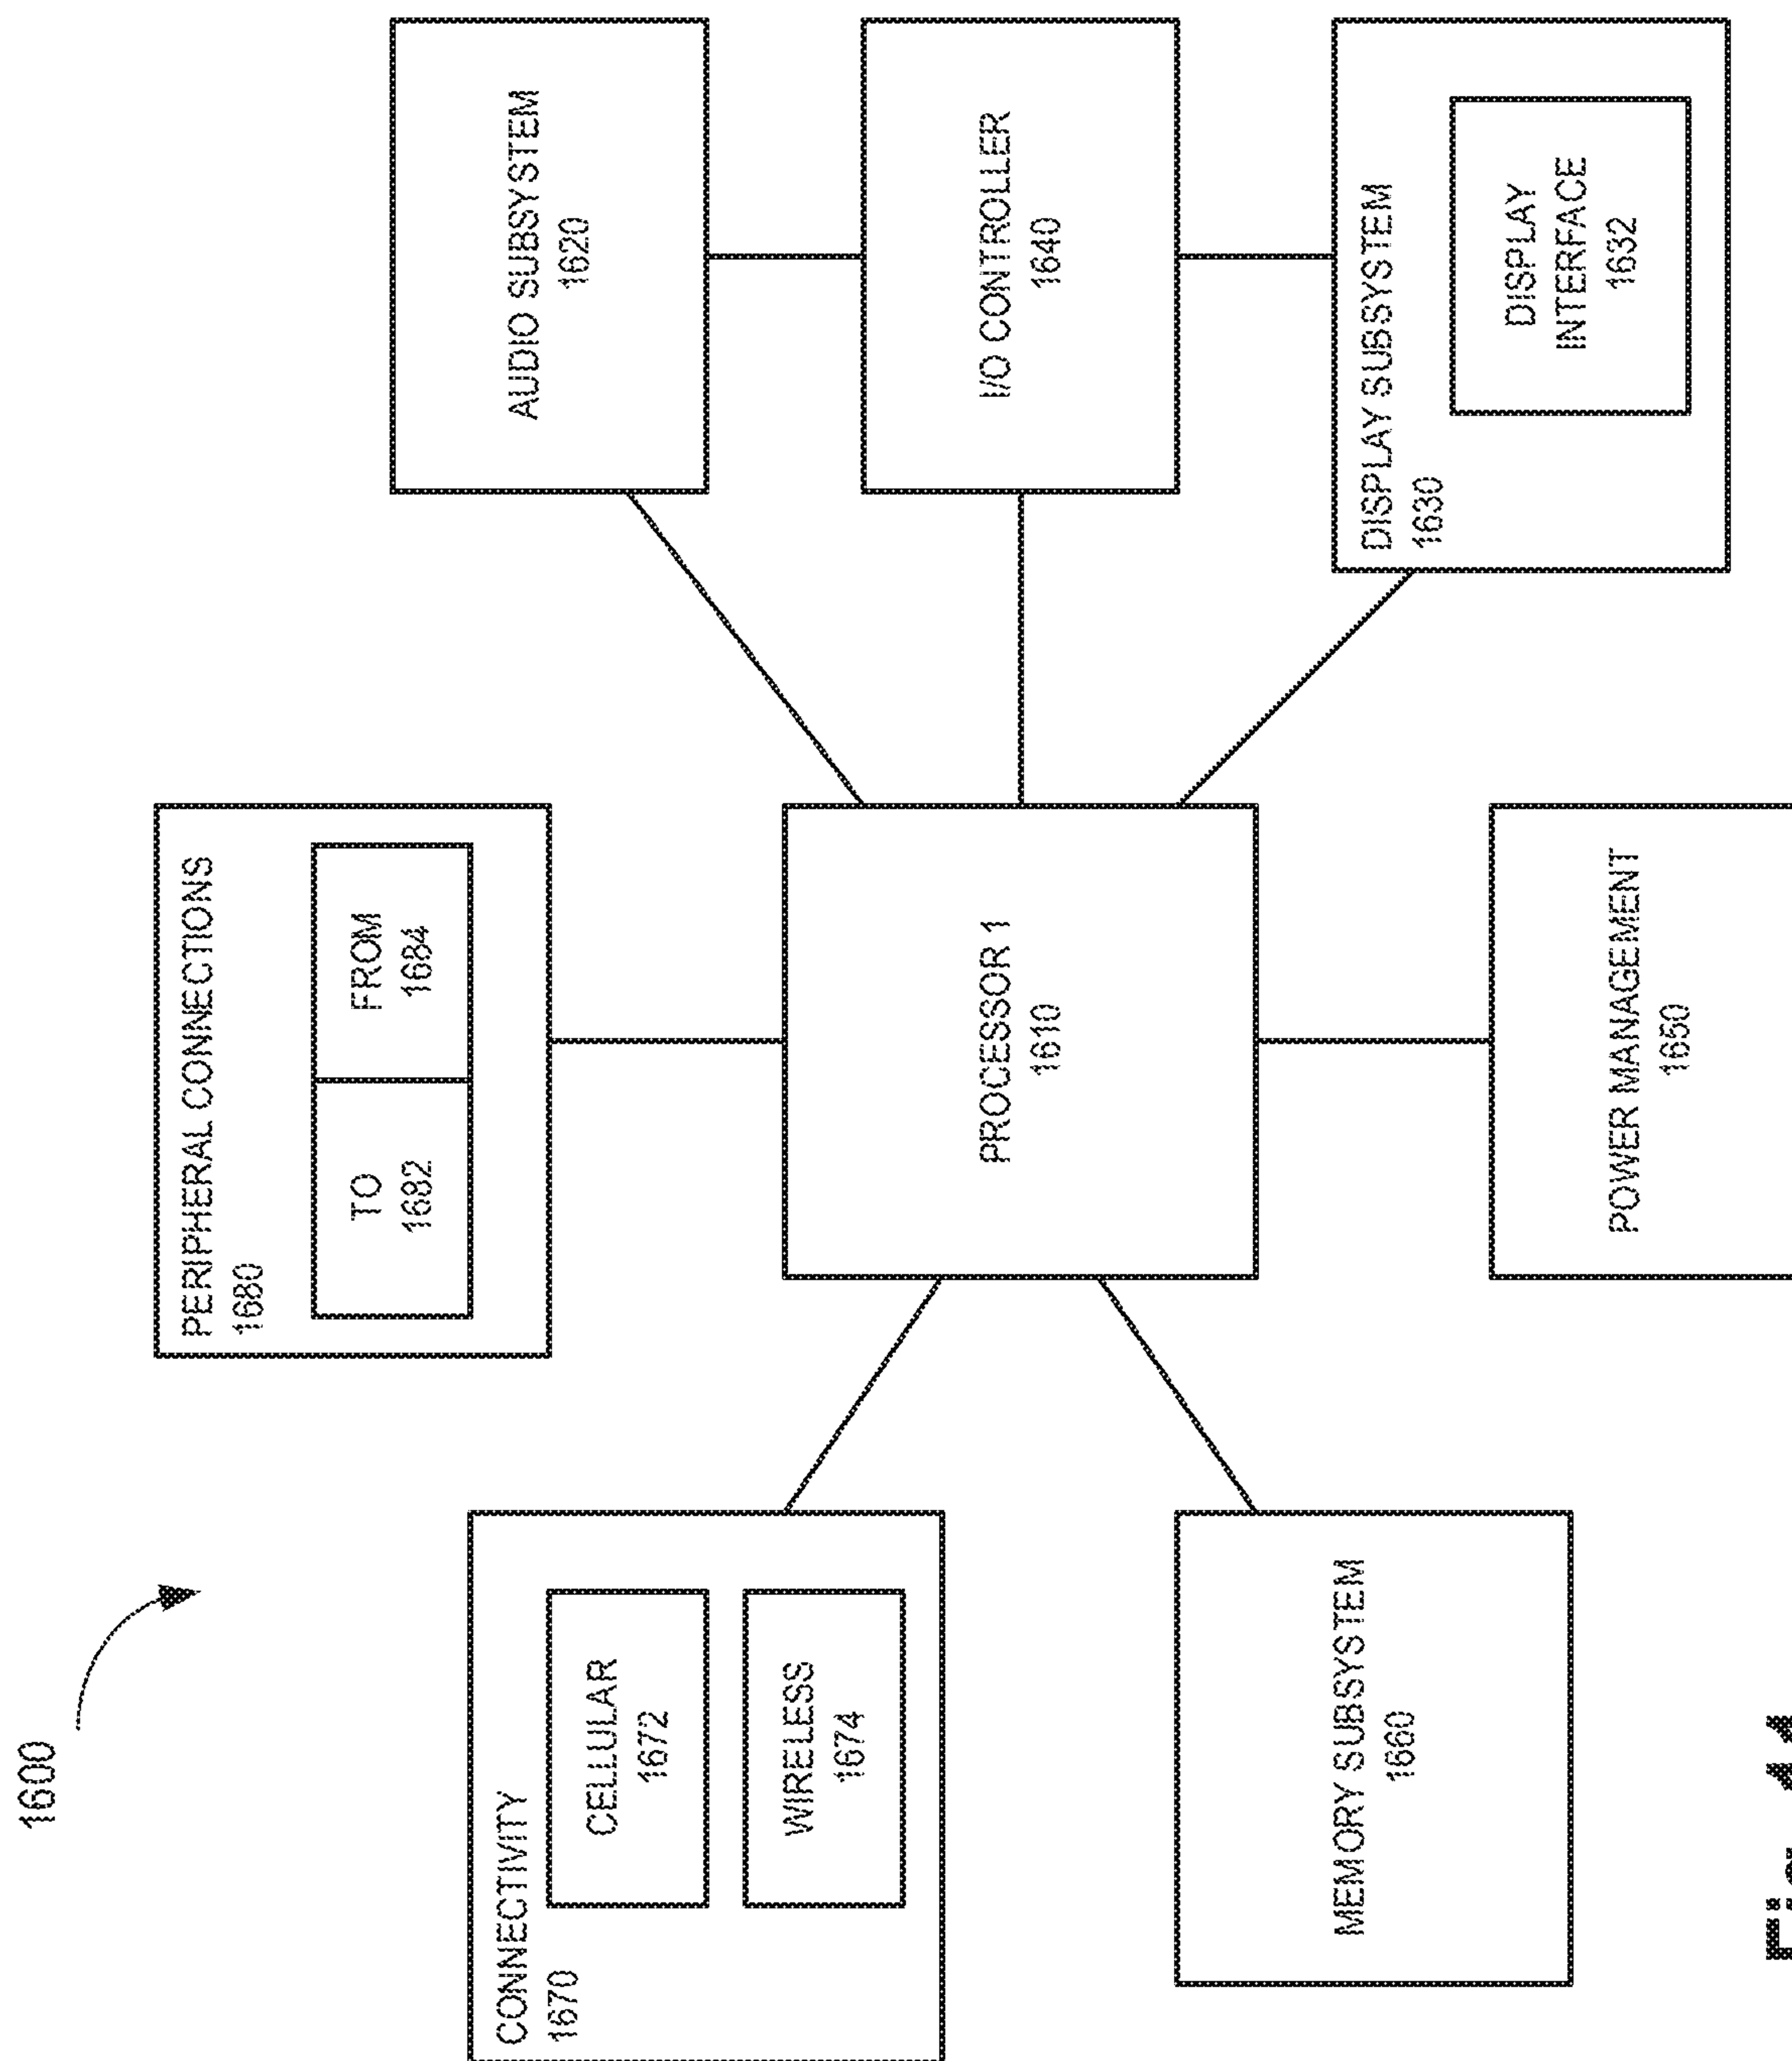 1600
PERIPHERAL CONNECTIONS
1680
TO
1682
FROM
1684
CONNECTIVITY
1670
CELLULAR
1672
WIRELESS
1674
AUDIO SUBSYSTEM
1620
PROCESSOR 1
1610
I/O CONTROLLER
1640
MEMORY SUBSYSTEM
1660
DISPLAY SUBSYSTEM
1630
DISPLAY
INTERFACE
1632
POWER MANAGEMENT
1650